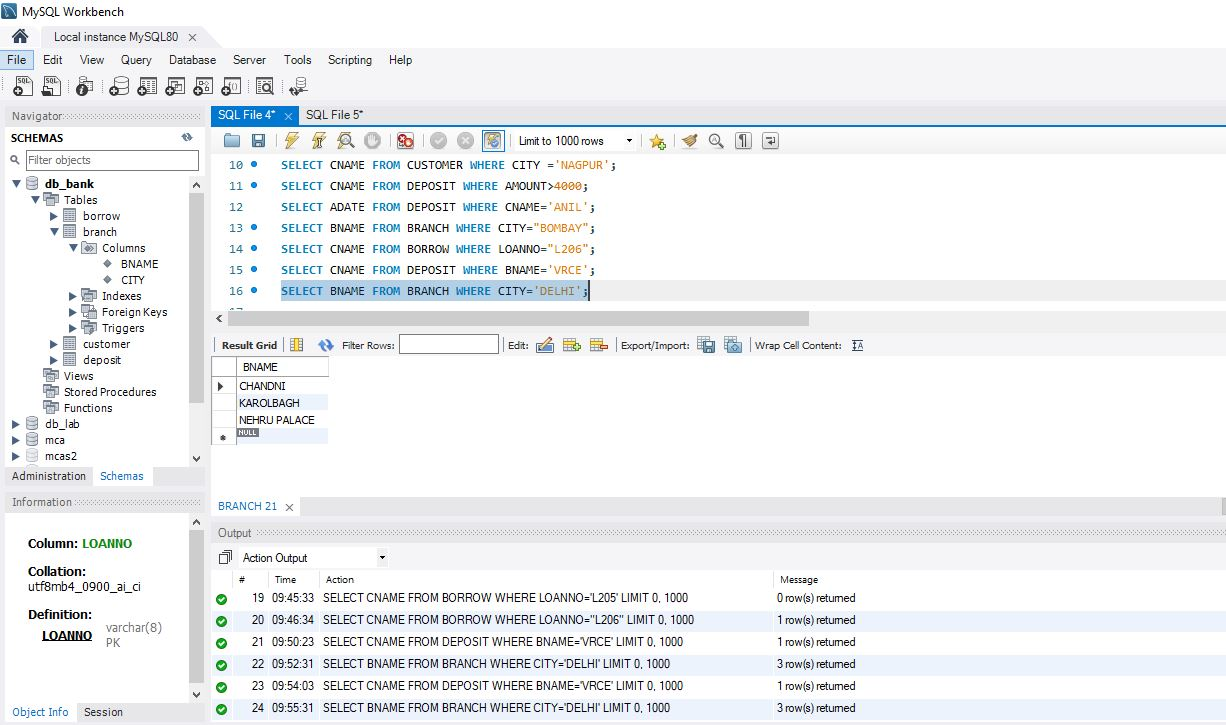 MySQL Workbench
Local instance MySQL80
File Edit View Query Database Server Tools Scripting Help
Navigator
SCHEMAS
Filter objects
db_bank
Tables
borrow
branch
Columns
BNAME
CITY
Indexes
Foreign Keys
Triggers
customer
deposit
Views
Stored Procedures
Functions
db_lab
mca
mcas2
Administration Schemas
Information
Column: LOANNO
Collation:
utf8mb4_0900_ai_ci
Definition:
LOANNO varchar(8)
PK
Object Info Session
SQL File 4* SQL File 5*
Limit to 1000 rows
10 SELECT CNAME FROM CUSTOMER WHERE CITY ='NAGPUR';
11 SELECT CNAME FROM DEPOSIT WHERE AMOUNT>4000;
12 SELECT ADATE FROM DEPOSIT WHERE CNAME='ANIL';
13 SELECT BNAME FROM BRANCH WHERE CITY="BOMBAY";
14 SELECT CNAME FROM BORROW WHERE LOANNO="L206";
15 SELECT CNAME FROM DEPOSIT WHERE BNAME='VRCE';
16 SELECT BNAME FROM BRANCH WHERE CITY='DELHI';
Result Grid Filter Rows: Edit: Export/Import: Wrap Cell Content:
BNAME
CHANDNI
KAROLBAGH
NEHRU PALACE
NULL
BRANCH 21
Output
Action Output
# Time Action Message
19 09:45:33 SELECT CNAME FROM BORROW WHERE LOANNO='L205' LIMIT 0, 1000 0 row(s) returned
20 09:46:34 SELECT CNAME FROM BORROW WHERE LOANNO="L206" LIMIT 0, 1000 1 row(s) returned
21 09:50:23 SELECT CNAME FROM DEPOSIT WHERE BNAME='VRCE' LIMIT 0, 1000 1 row(s) returned
22 09:52:31 SELECT BNAME FROM BRANCH WHERE CITY='DELHI' LIMIT 0, 1000 3 row(s) returned
23 09:54:03 SELECT CNAME FROM DEPOSIT WHERE BNAME='VRCE' LIMIT 0, 1000 1 row(s) returned
24 09:55:31 SELECT BNAME FROM BRANCH WHERE CITY='DELHI' LIMIT 0, 1000 3 row(s) returned